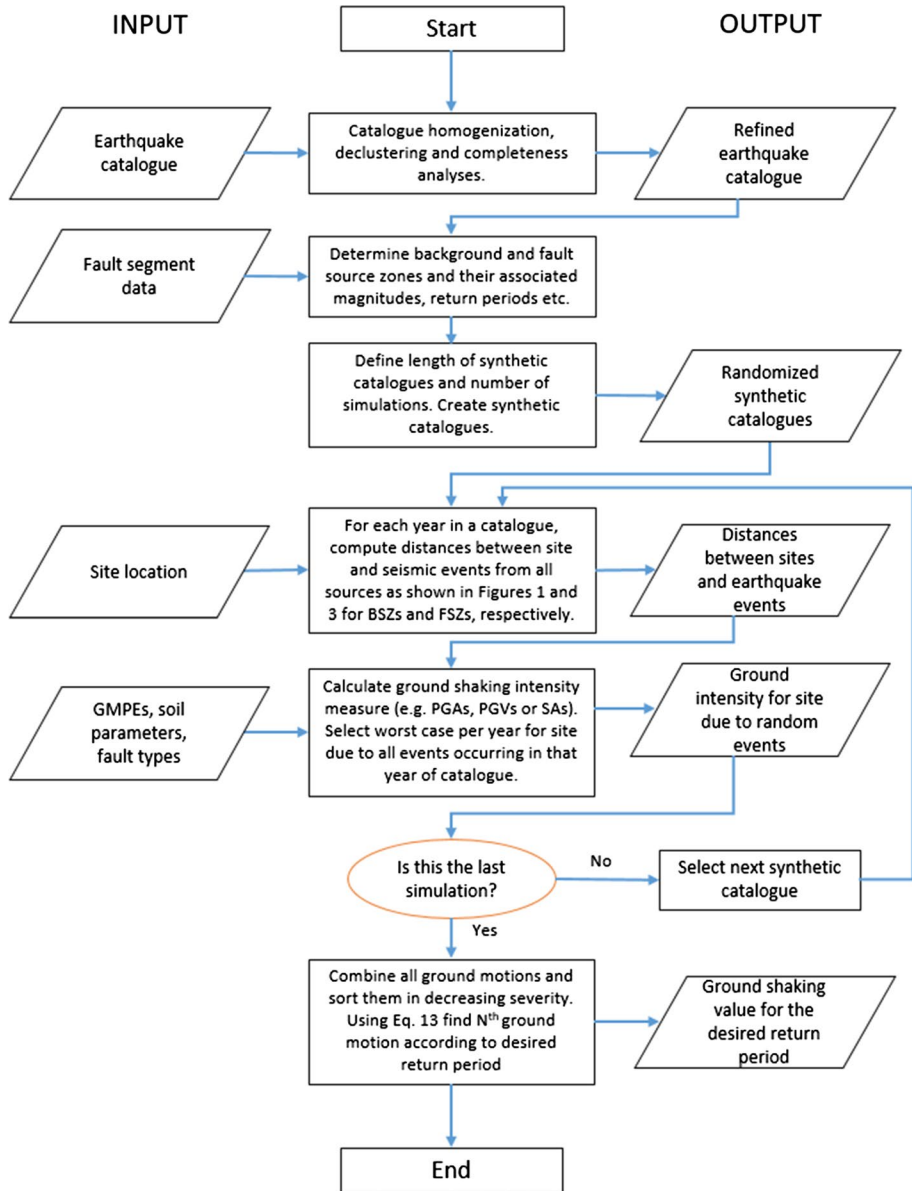 INPUT
Start
OUTPUT
Earthquake
catalogue
Catalogue homogenization,
declustering and completeness
analyses.
Refined
earthquake
catalogue
Fault segment
data
Determine background and fault
source zones and their associated
magnitudes, return periods etc.
Define length of synthetic
catalogues and number of
simulations. Create synthetic
catalogues.
Randomized
synthetic
catalogues
Site location
For each year in a catalogue,
compute distances between site
and seismic events from all
sources as shown in Figures 1 and
3 for BSZs and FSZs, respectively.
Distances
between sites
and earthquake
events
GMPEs, soil
parameters,
fault types
Calculate ground shaking intensity
measure (e.g. PGAs, PGVs or SAs).
Select worst case per year for site
due to all events occurring in that
year of catalogue.
Ground
intensity for site
due to random
events
Is this the last
simulation?
No
Select next synthetic
catalogue
Yes
Combine all ground motions and
sort them in decreasing severity.
Using Eq. 13 find Nth ground
motion according to desired
return period
Ground shaking
value for the
desired return
period
End